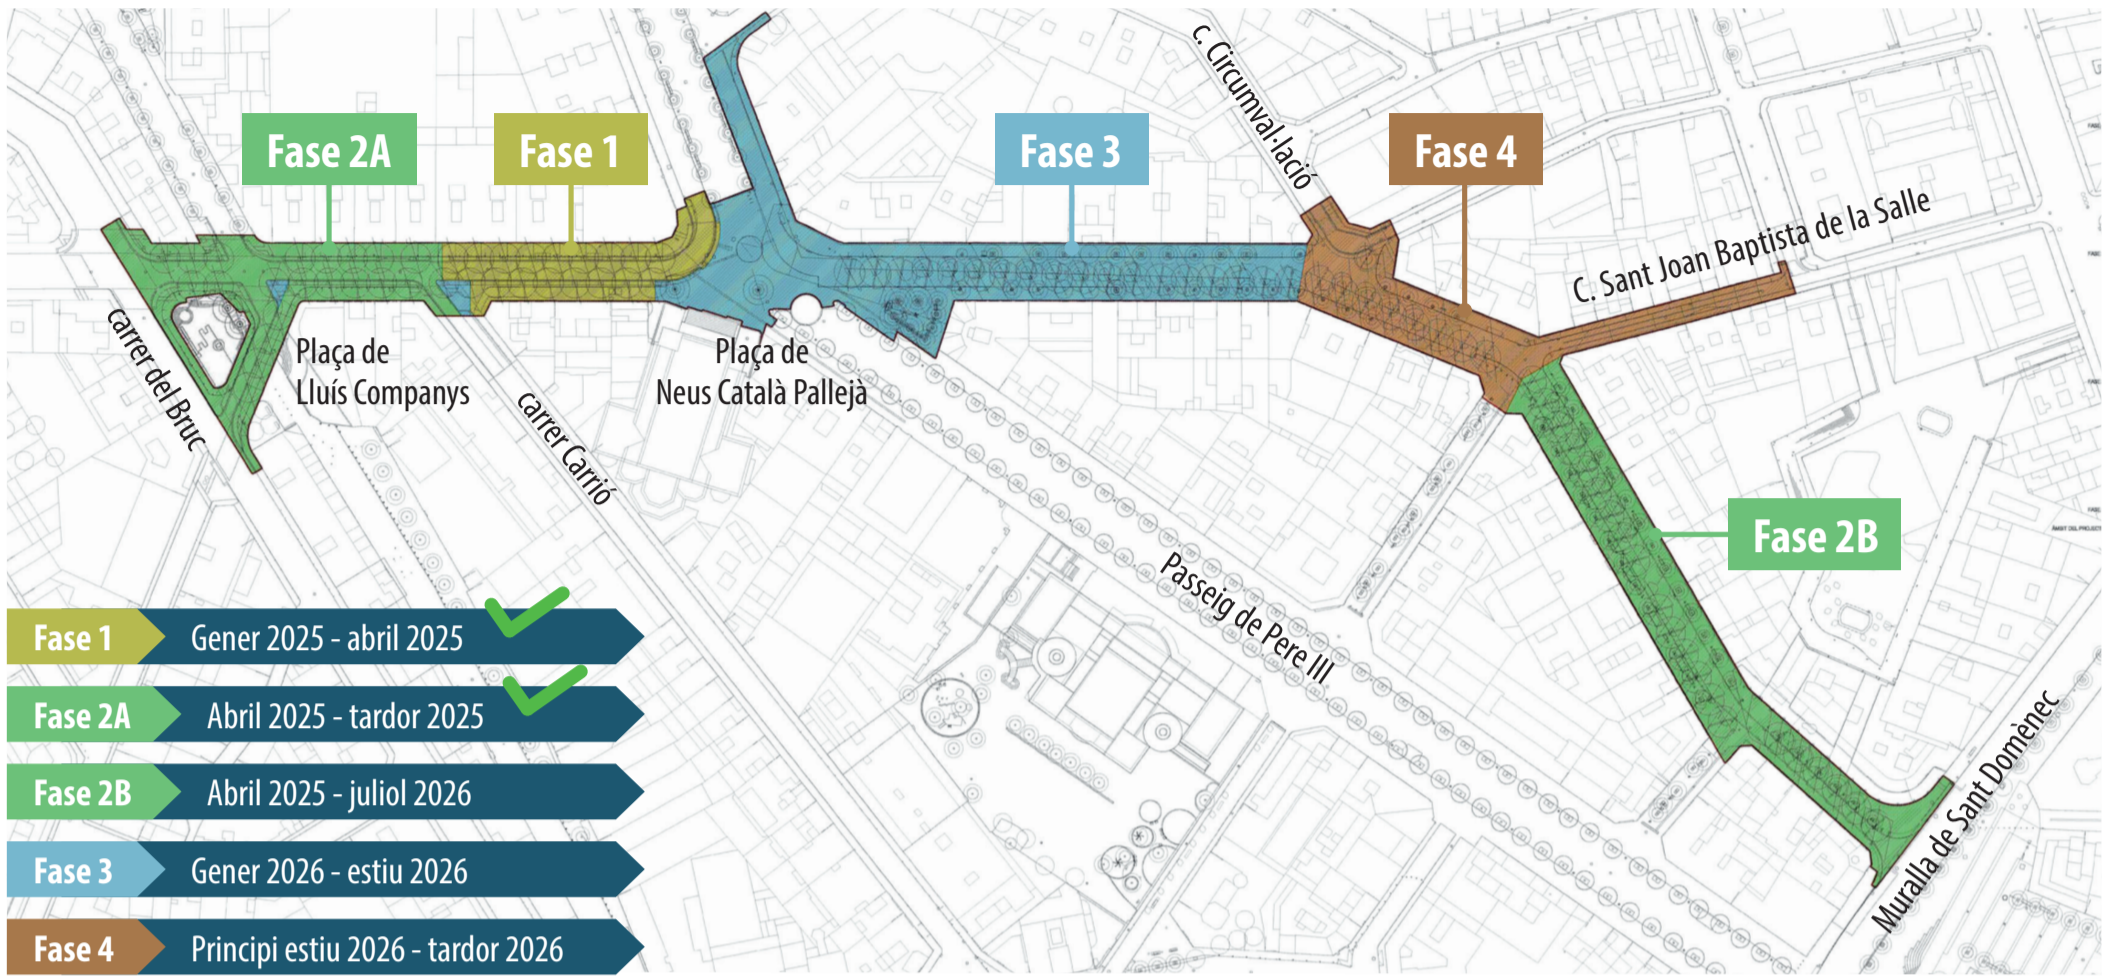 c. Circumval·lació
Fase 2A
Fase 1
Fase 3
Fase 4
C. Sant Joan Baptista de la Salle
carrer del Bruc
Plaça de
Lluís Companys
carrer Carrió
Plaça de
Neus Català Pallejà
Passeig de Pere III
Fase 2B
Muralla de Sant Domènec
Fase 1 Gener 2025 - abril 2025
Fase 2A Abril 2025 - tardor 2025
Fase 2B Abril 2025 - juliol 2026
Fase 3 Gener 2026 - estiu 2026
Fase 4 Principi estiu 2026 - tardor 2026